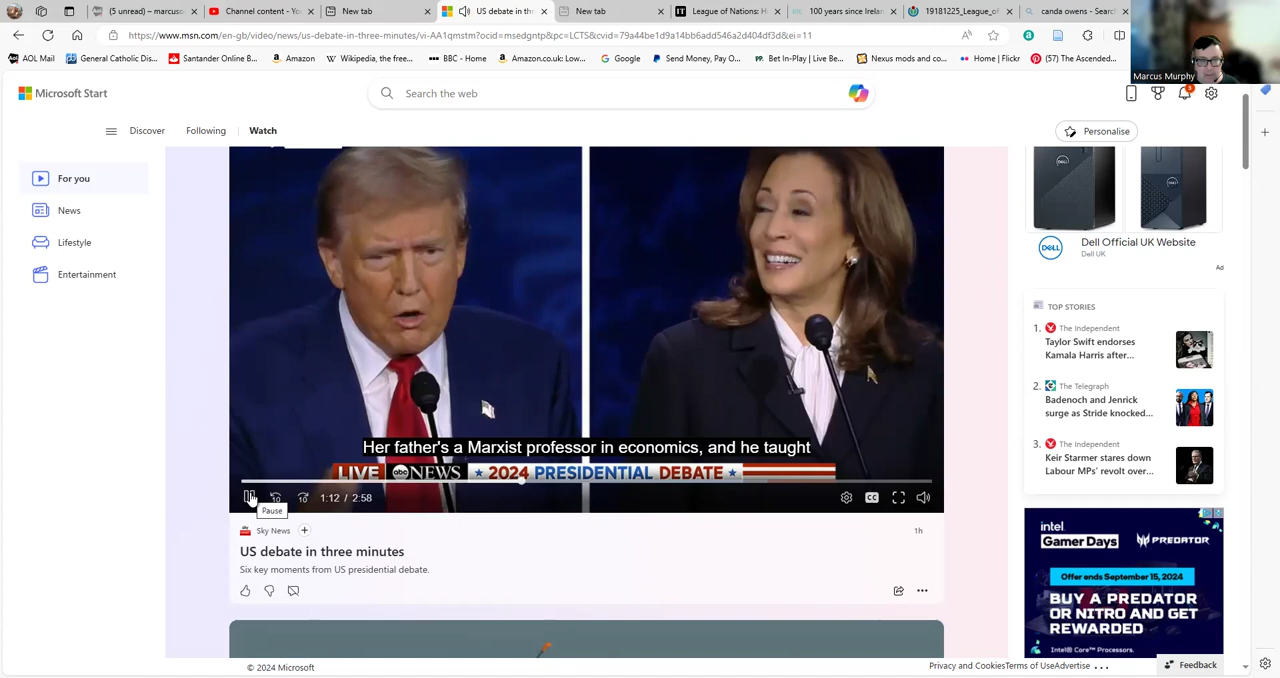 (5 unread) – marcuso
Channel content - Yo
New tab
US debate in th
New tab
League of Nations: H
100 years since Irelan
19181225_League_of
canda owens - Searc
https://www.msn.com/en-gb/video/news/us-debate-in-three-minutes/vi-AA1qmstm?ocid=msedgntp&pc=LCTS&cvid=79a44be1d9a14bb6add546a2d404df3d&ei=11
AOL Mail
General Catholic Dis...
Santander Online B...
Amazon
Wikipedia, the free...
BBC - Home
Amazon.co.uk: Low...
Google
Send Money, Pay O...
Bet In-Play | Live Be...
Nexus mods and co...
Home | Flickr
(57) The Ascended...
Marcus Murphy
Microsoft Start
Search the web
Discover
Following
Watch
Personalise
For you
News
Lifestyle
Entertainment
DELL
Dell Official UK Website
Dell UK
Ad
TOP STORIES
1. The Independent
Taylor Swift endorses
Kamala Harris after...
2. The Telegraph
Badenoch and Jenrick
surge as Stride knocked...
3. The Independent
Keir Starmer stares down
Labour MPs' revolt over...
Her father's a Marxist professor in economics, and he taught
LIVE abc NEWS 2024 PRESIDENTIAL DEBATE
10 10 1:12 / 2:58
CC
Pause
Sky News
1h
US debate in three minutes
Six key moments from US presidential debate.
intel
Gamer Days
PREDATOR
Offer ends September 15, 2024
BUY A PREDATOR
OR NITRO AND GET
REWARDED
Intel® Core™ Processors.
© 2024 Microsoft
Privacy and Cookies
Terms of Use
Advertise
Feedback